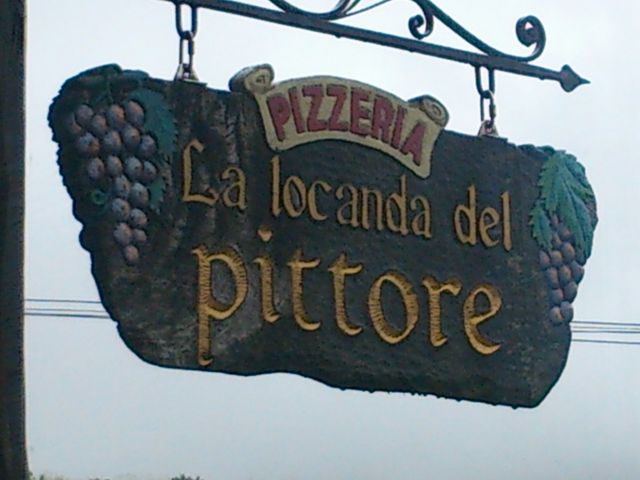 PIZZERIA
La locanda del
pittore